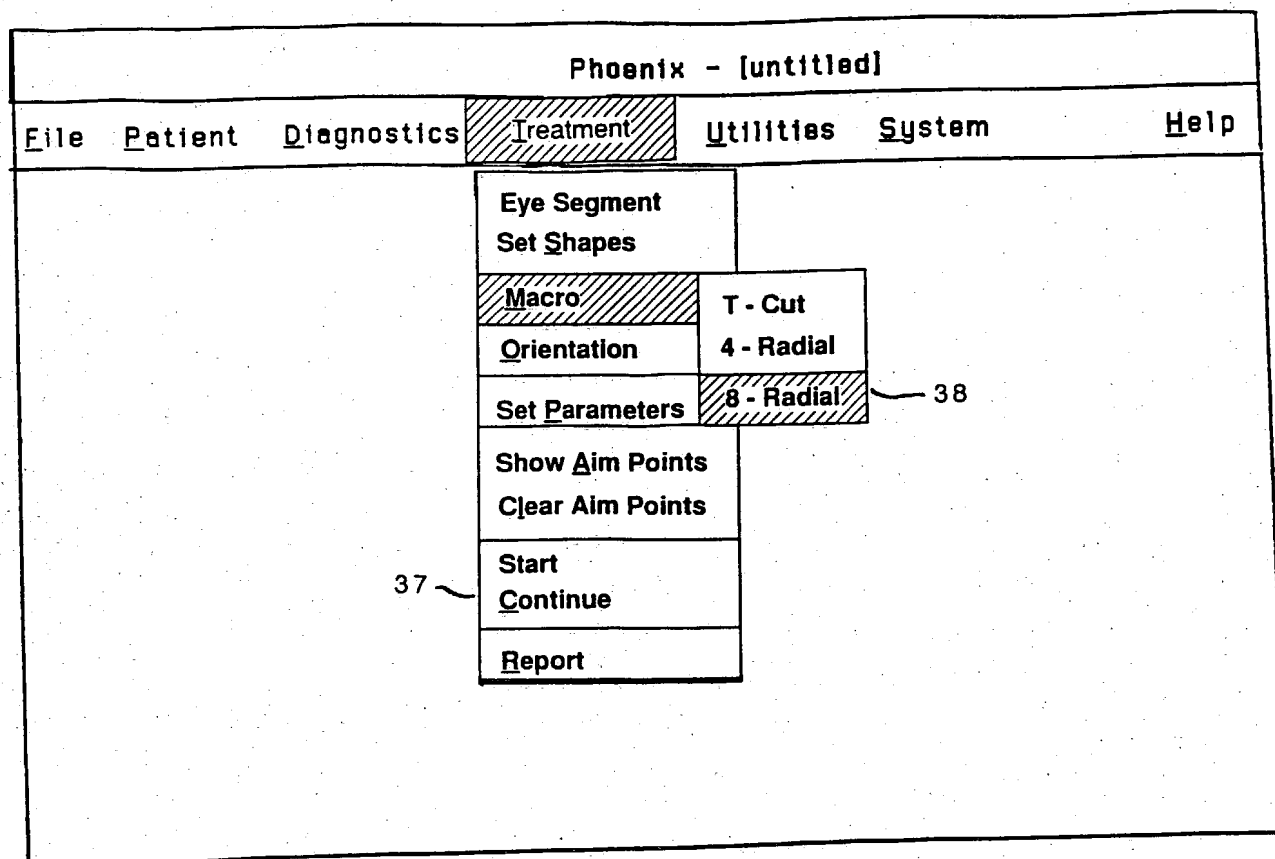 Phoenix - [untitled]
File Patient Diagnostics Treatment Utilities System Help
Eye Segment
Set Shapes
Macro
T - Cut
Orientation
4 - Radial
Set Parameters
8 - Radial
38
Show Aim Points
Clear Aim Points
Start
37
Continue
Report